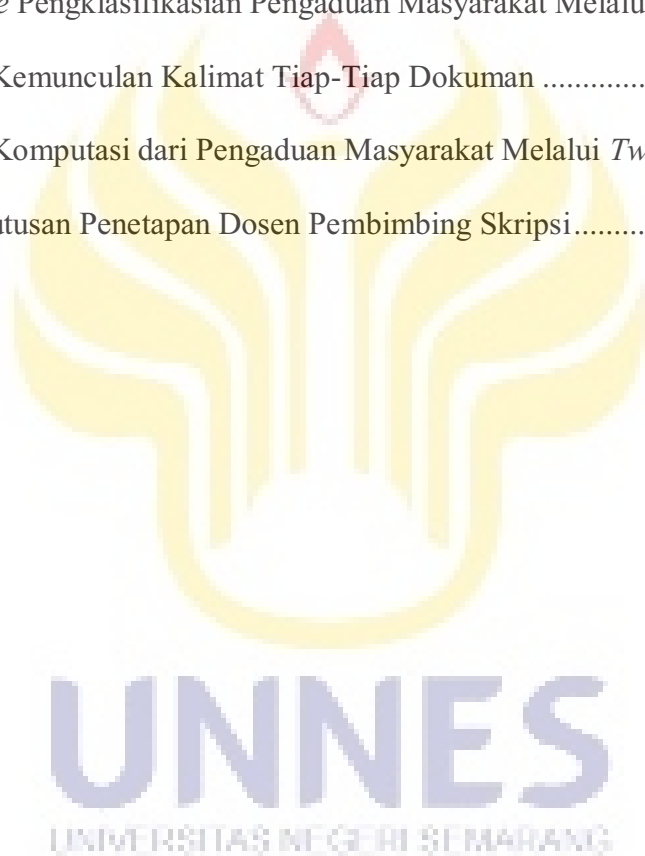 Pengklasifikasian Pengaduan Masyarakat Melalu
Kemunculan Kalimat Tiap-Tiap Dokuman .............
Komputasi dari Pengaduan Masyarakat Melalui Tw
utusan Penetapan Dosen Pembimbing Skripsi.........
UNNES
UNIVERSITAS NEGERI SEMARANG